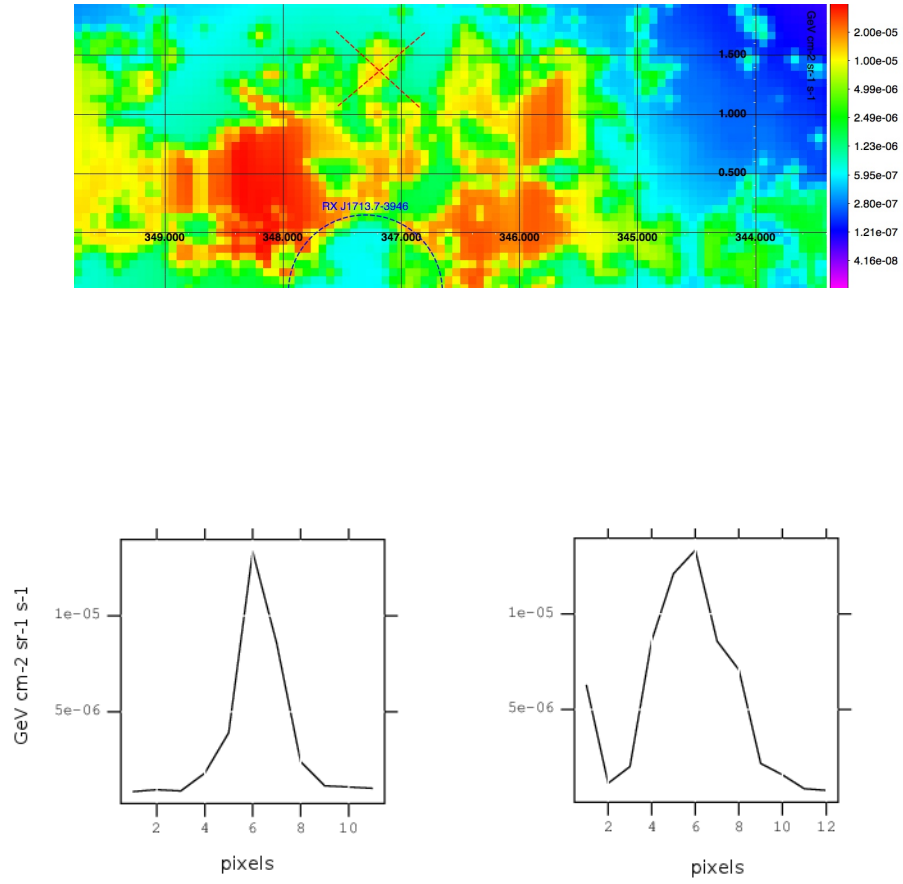 GeV cm-2 sr-1 s-1
1.500
1.000
0.500
RX J1713.7-3946
349.000 348.000 347.000 346.000 345.000 344.000
2.00e-05
1.00e-05
4.99e-06
2.49e-06
1.23e-06
5.95e-07
2.80e-07
1.21e-07
4.16e-08
GeV cm-2 sr-1 s-1
1e-05
5e-06
2 4 6 8 10
pixels
1e-05
5e-06
2 4 6 8 10 12
pixels